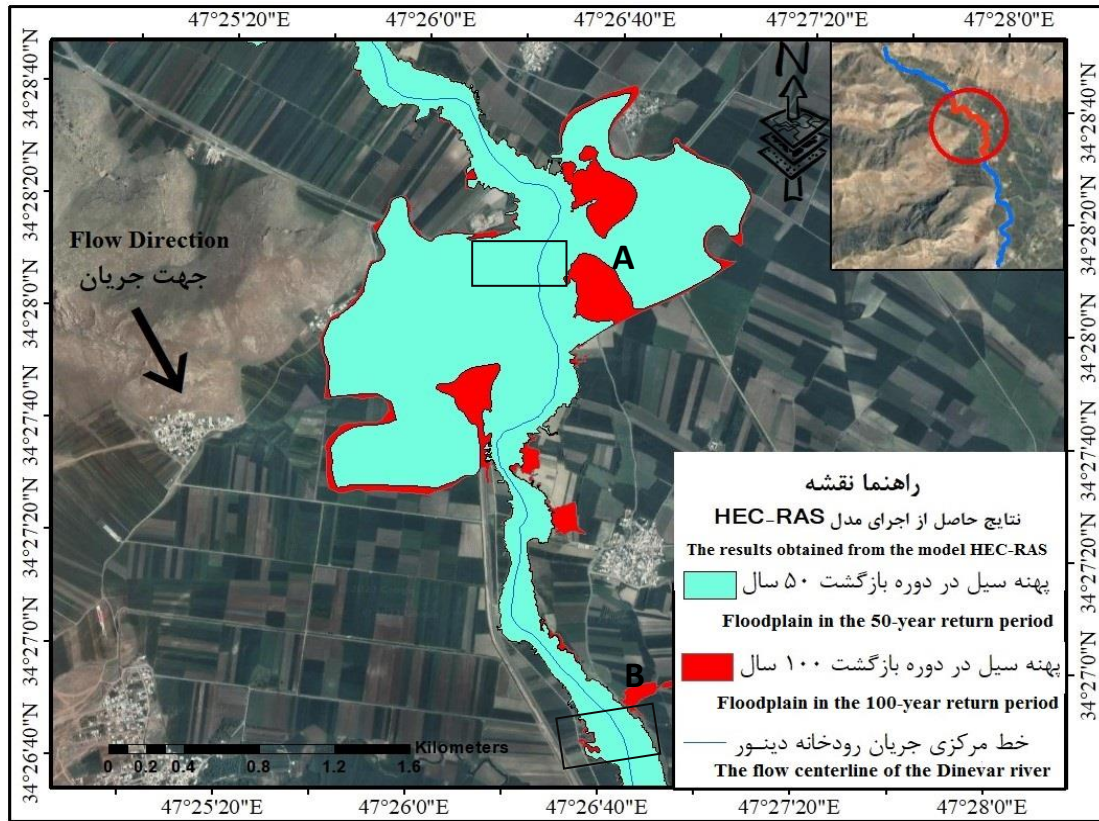 47°25'20"E 47°26'0"E 47°26'40"E 47°27'20"E 47°28'0"E
34°28'40"N
34°28'20"N
34°28'0"N
34°27'40"N
34°27'20"N
34°27'0"N
34°26'40"N
N
Flow Direction
جهت جریان
A
B
34°28'40"N
34°28'20"N
34°28'0"N
34°27'40"N
34°27'20"N
34°27'0"N
راهنما نقشه
نتایج حاصل از اجرای مدل HEC-RAS
The results obtained from the model HEC-RAS
پهنه سیل در دوره بازگشت ۵۰ سال
Floodplain in the 50-year return period
پهنه سیل در دوره بازگشت ۱۰۰ سال
Floodplain in the 100-year return period
خط مرکزی جریان رودخانه دینـور
The flow centerline of the Dinevar river
Kilometers
0 0.2 0.4 0.8 1.2 1.6
47°25'20"E 47°26'0"E 47°26'40"E 47°27'20"E 47°28'0"E